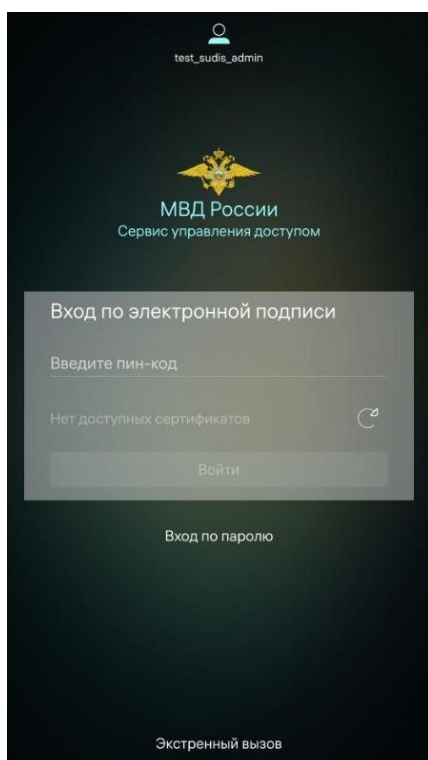 test_sudis_admin
МВД России
Сервис управления доступом
Вход по электронной подписи
Введите пин-код
Нет доступных сертификатов
Войти
Вход по паролю
Экстренный вызов